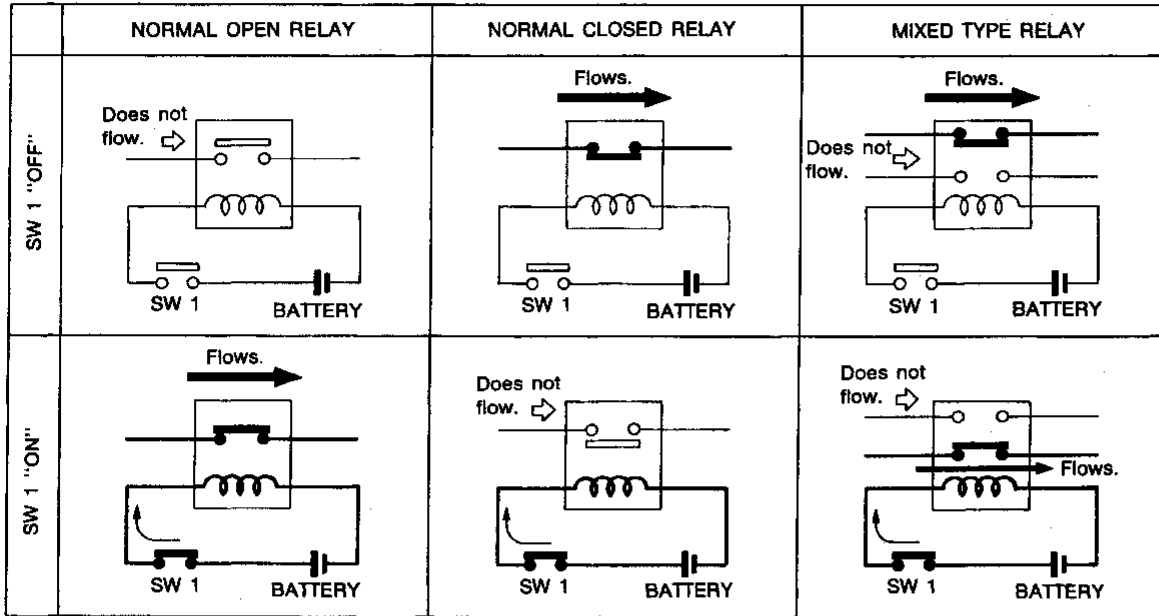 NORMAL OPEN RELAY
NORMAL CLOSED RELAY
MIXED TYPE RELAY
SW 1 "OFF"
Does not
flow.
SW 1
BATTERY
Flows.
SW 1
BATTERY
Flows.
Does not
flow.
SW 1
BATTERY
SW 1 "ON"
Flows.
SW 1
BATTERY
Does not
flow.
SW 1
BATTERY
Does not
flow.
Flows.
SW 1
BATTERY